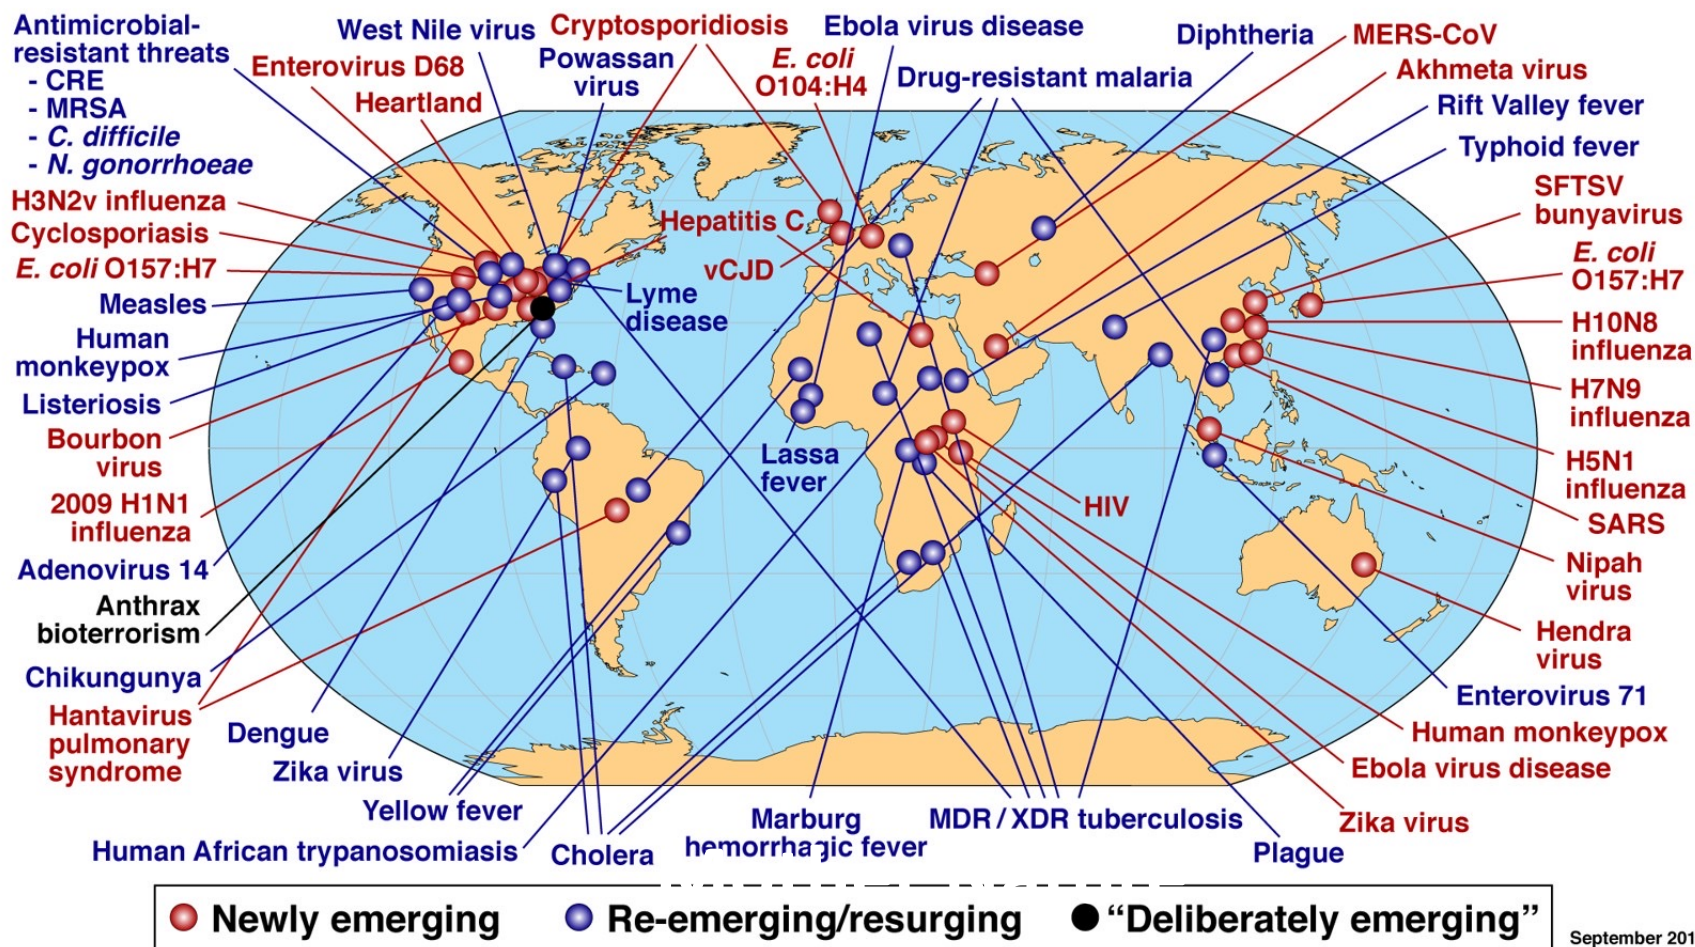 Antimicrobial-
resistant threats
- CRE
- MRSA
- C. difficile
- N. gonorrhoeae
West Nile virus
Cryptosporidiosis
Enterovirus D68
Heartland
Powassan
virus
E. coli
O104:H4
Ebola virus disease
Drug-resistant malaria
Diphtheria
MERS-CoV
Akhmeta virus
Rift Valley fever
Typhoid fever
SFTSV
bunyavirus
E. coli
O157:H7
H10N8
influenza
H7N9
influenza
H5N1
influenza
SARS
Nipah
virus
Hendra
virus
Enterovirus 71
Human monkeypox
Ebola virus disease
Zika virus
Plague
H3N2v influenza
Cyclosporiasis
E. coli O157:H7
Measles
Human
monkeypox
Listeriosis
Bourbon
virus
2009 H1N1
influenza
Adenovirus 14
Anthrax
bioterrorism
Chikungunya
Hantavirus
pulmonary
syndrome
Dengue
Zika virus
Yellow fever
Human African trypanosomiasis
Cholera
Marburg
hemorrhagic fever
MDR / XDR tuberculosis
Hepatitis C
vCJD
Lyme
disease
Lassa
fever
HIV
Newly emerging
Re-emerging/resurging
“Deliberately emerging”
September